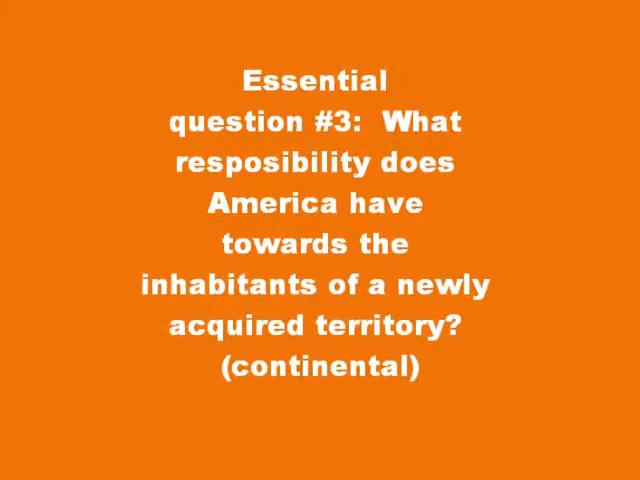 Essential
question #3:  What
resposibility does
America have
towards the
inhabitants of a newly
acquired territory?
(continental)